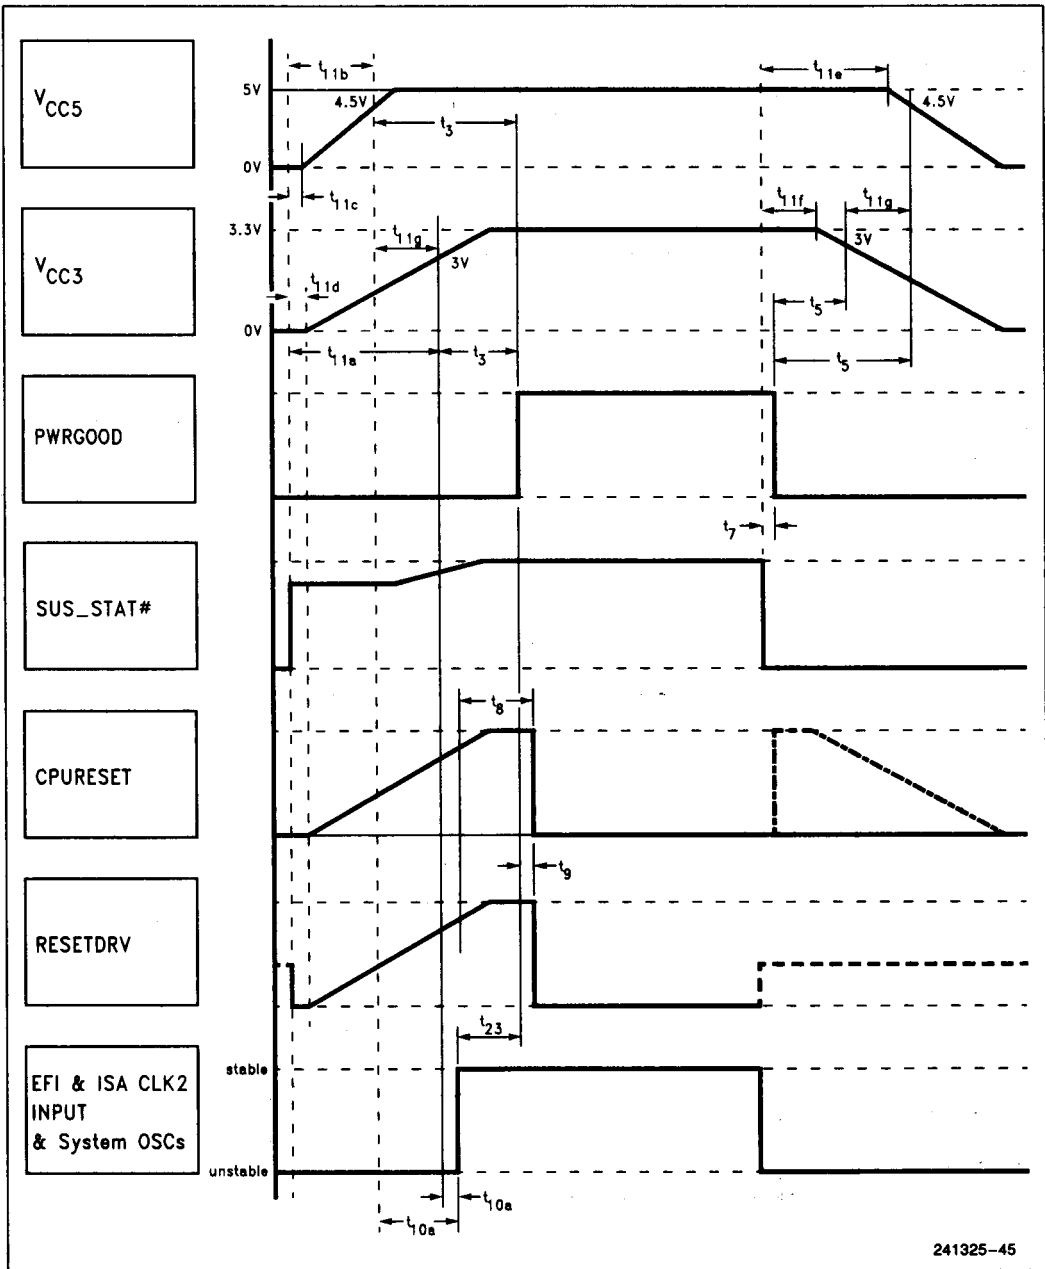 t11b
t11e
5V
VCC5
4.5V
4.5V
t3
0V
t11c
t11f
t11g
3.3V
t11g
3V
3V
VCC3
t11d
t5
0V
t11a
t3
t5
PWRGOOD
t7
SUS_STAT#
t8
CPURESET
t9
RESETDRV
t23
stable
EFI & ISA CLK2
INPUT
& System OSCs
unstable
t10a
t10a
241325-45